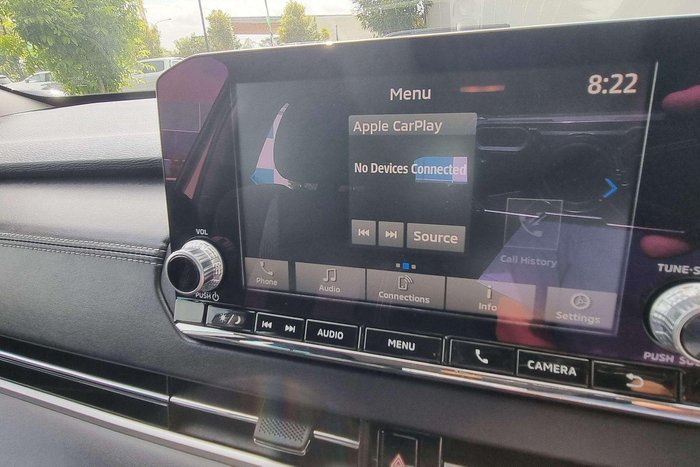 Menu
8:22
Apple CarPlay
No Devices Connected
Source
Call History
Phone
Audio
Connections
Info
Settings
VOL
PUSH
AUDIO
MENU
CAMERA
PUSH